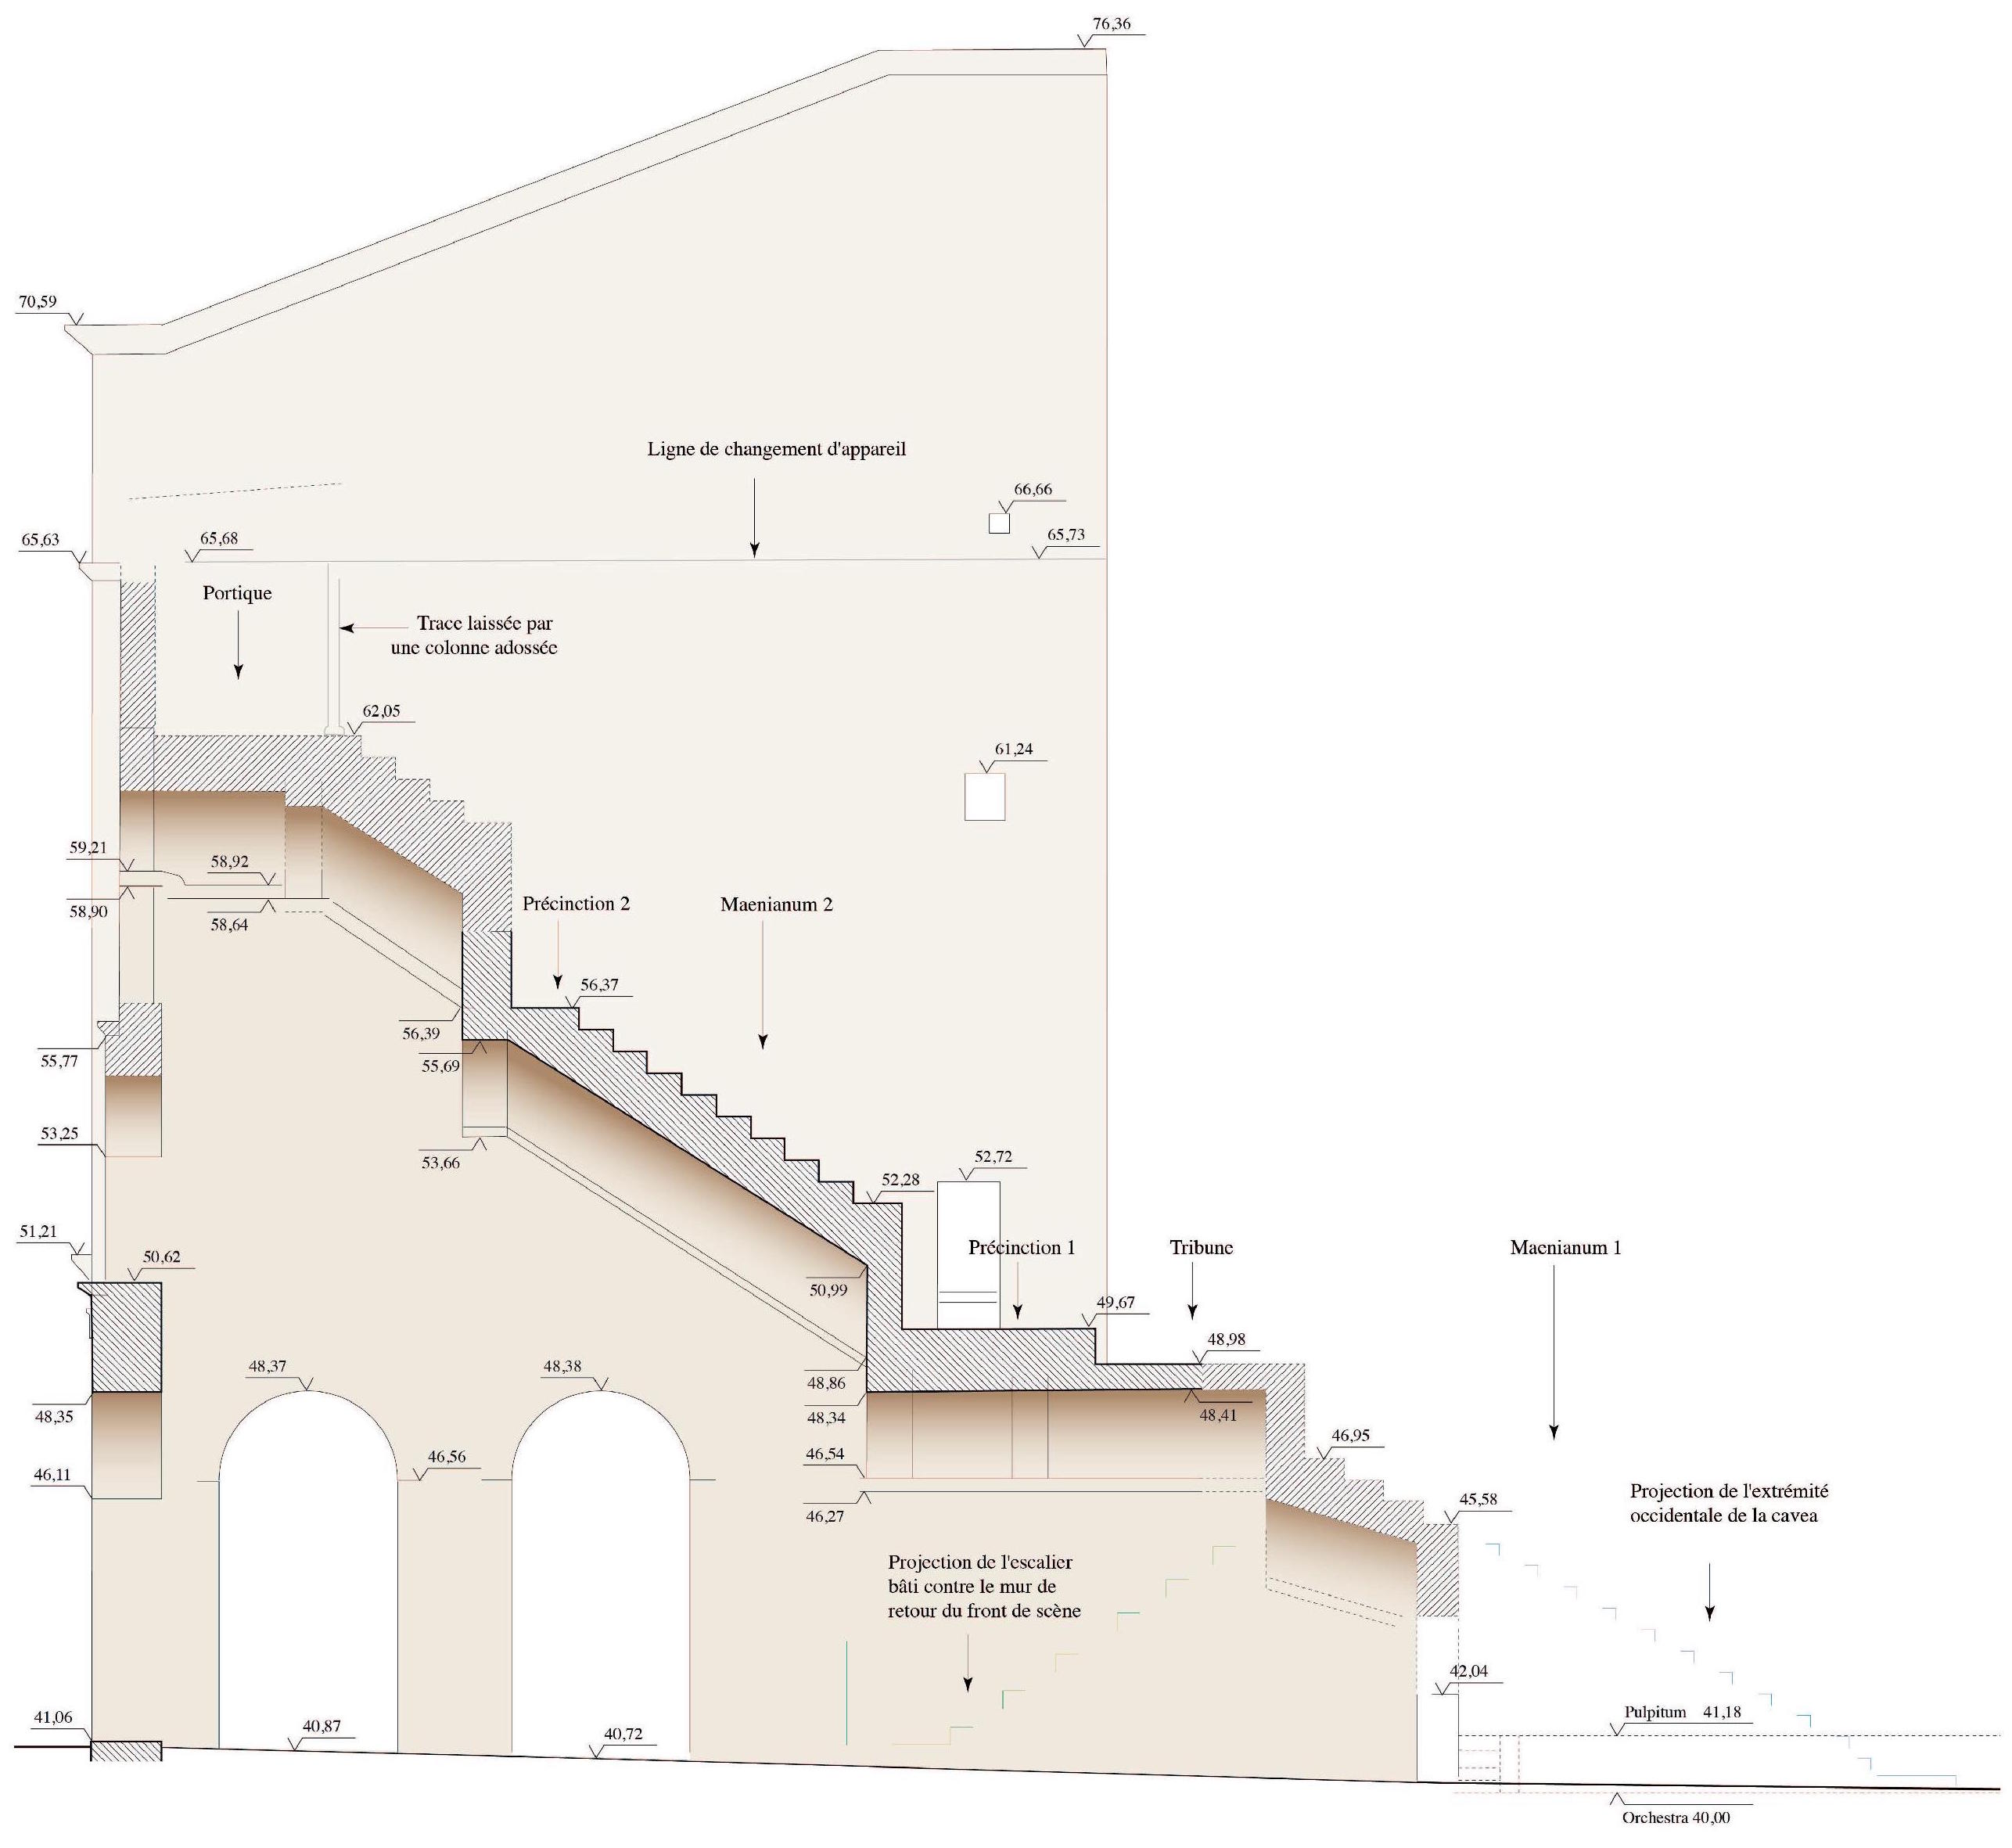 76,36
70,59
Ligne de changement d'appareil
66,66
65,63
65,68
65,73
Portique
Trace laissée par
une colonne adossée
62,05
61,24
59,21
58,92
58,90
58,64
Précinction 2
Maenianum 2
56,37
56,39
55,77
55,69
53,25
53,66
52,72
52,28
51,21
50,62
Précinction 1
Tribune
Maenianum 1
50,99
49,67
48,98
48,37
48,38
48,86
48,35
48,34
48,41
46,95
46,56
46,54
46,11
46,27
45,58
Projection de l'extrémité
occidentale de la cavea
Projection de l'escalier
bâti contre le mur de
retour du front de scène
42,04
41,06
40,87
40,72
Pulpitum 41,18
Orchestra 40,00